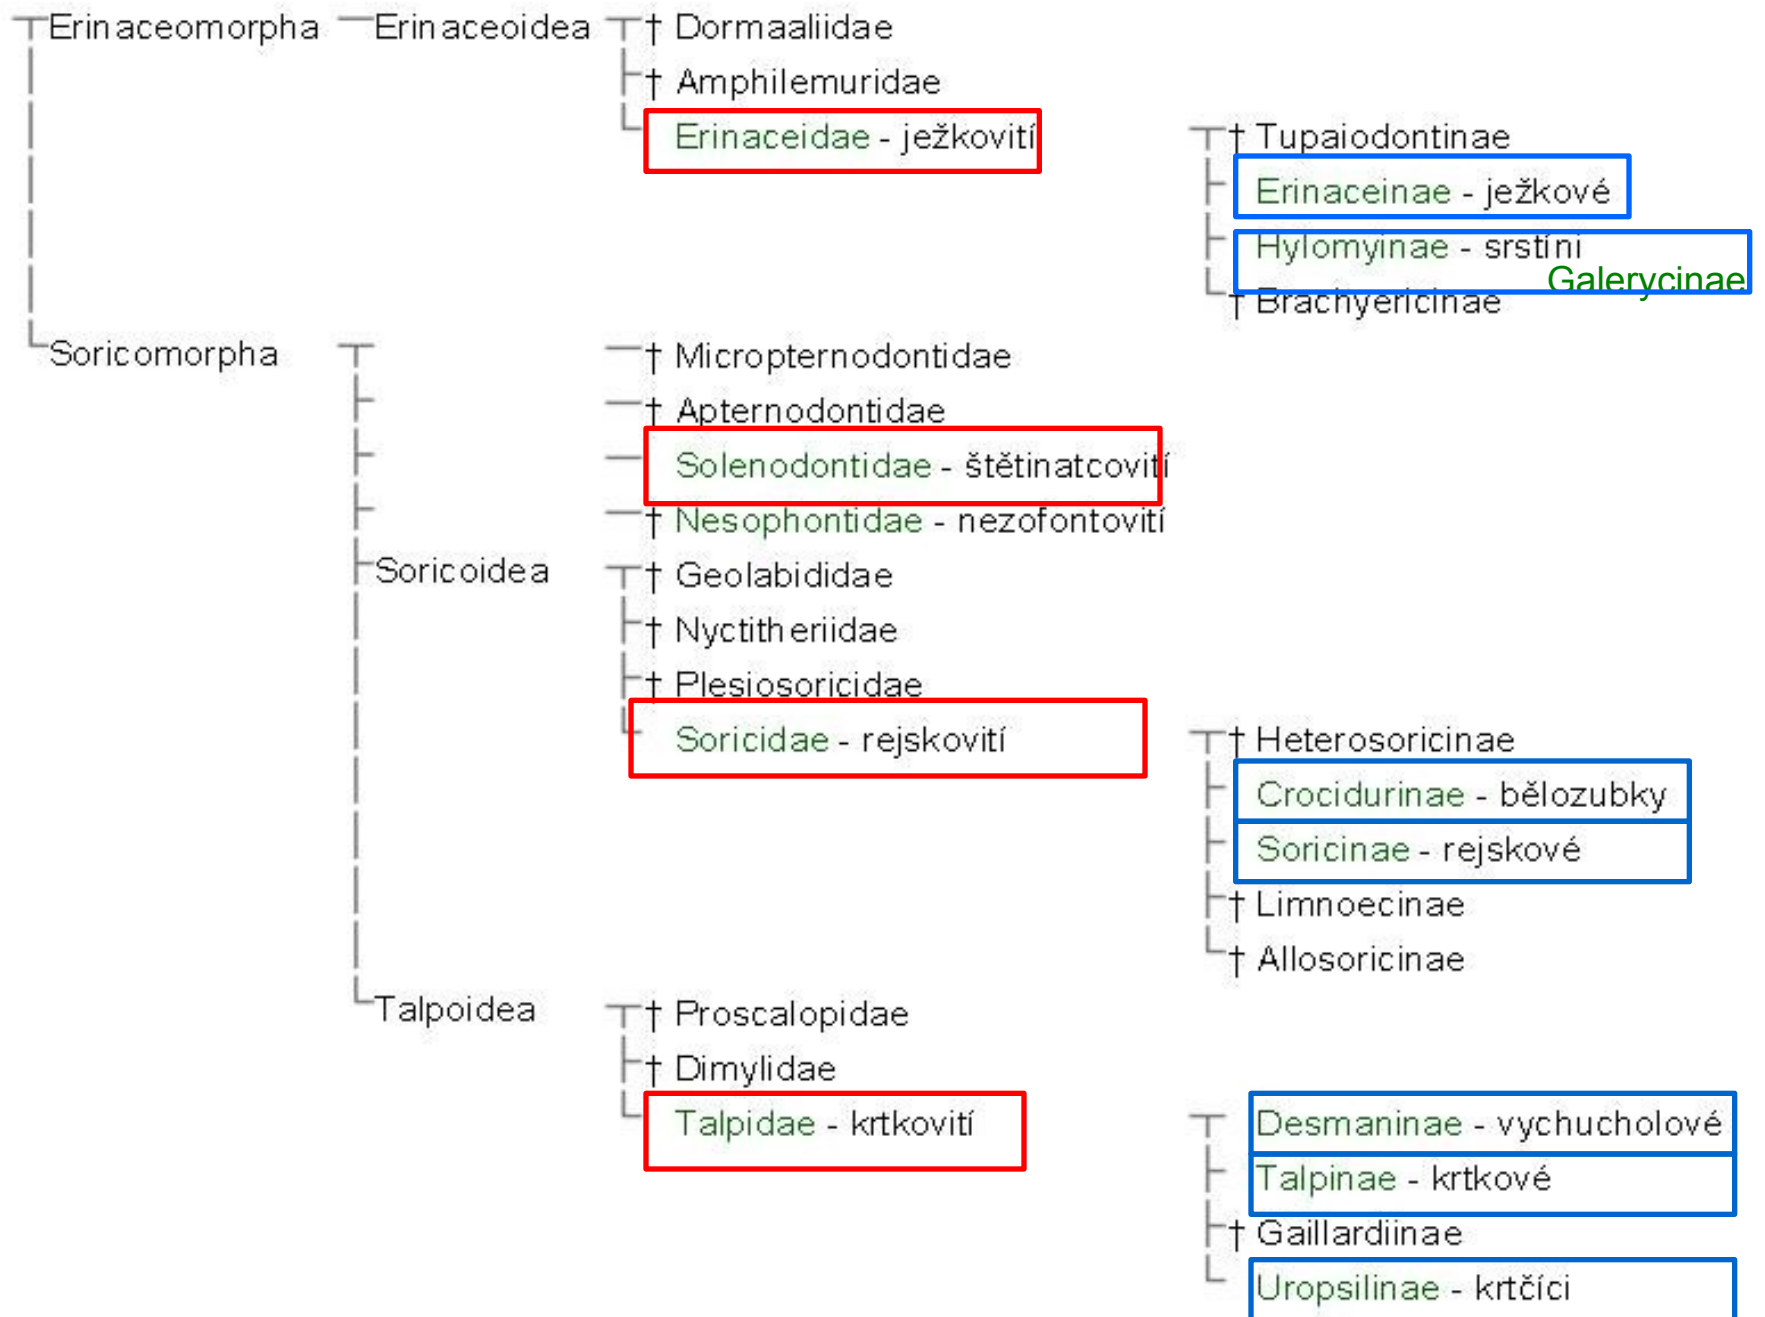 Erinaceomorpha Erinaceoidea † Dormaaliidae
† Amphilemuridae
Erinaceidae - ježkovití † Tupaiodontinae
Erinaceinae - ježkové
Hylomyinae - srstíni
Galerycinae
† Brachyericinae
Soricomorpha † Micropternodontidae
† Apternodontidae
Solenodontidae - štětinatcovití
† Nesophontidae - nezofontovití
Soricoidea † Geolabididae
† Nyctitheriidae
† Plesiosoricidae
Soricidae - rejskovití † Heterosoricinae
Crocidurinae - bělozubky
Soricinae - rejskové
† Limnoecinae
† Allosoricinae
Talpoidea † Proscalopidae
† Dimylidae
Talpidae - krtkovití Desmaninae - vychucholové
Talpinae - krtkové
† Gaillardiinae
Uropsilinae - krtčíci